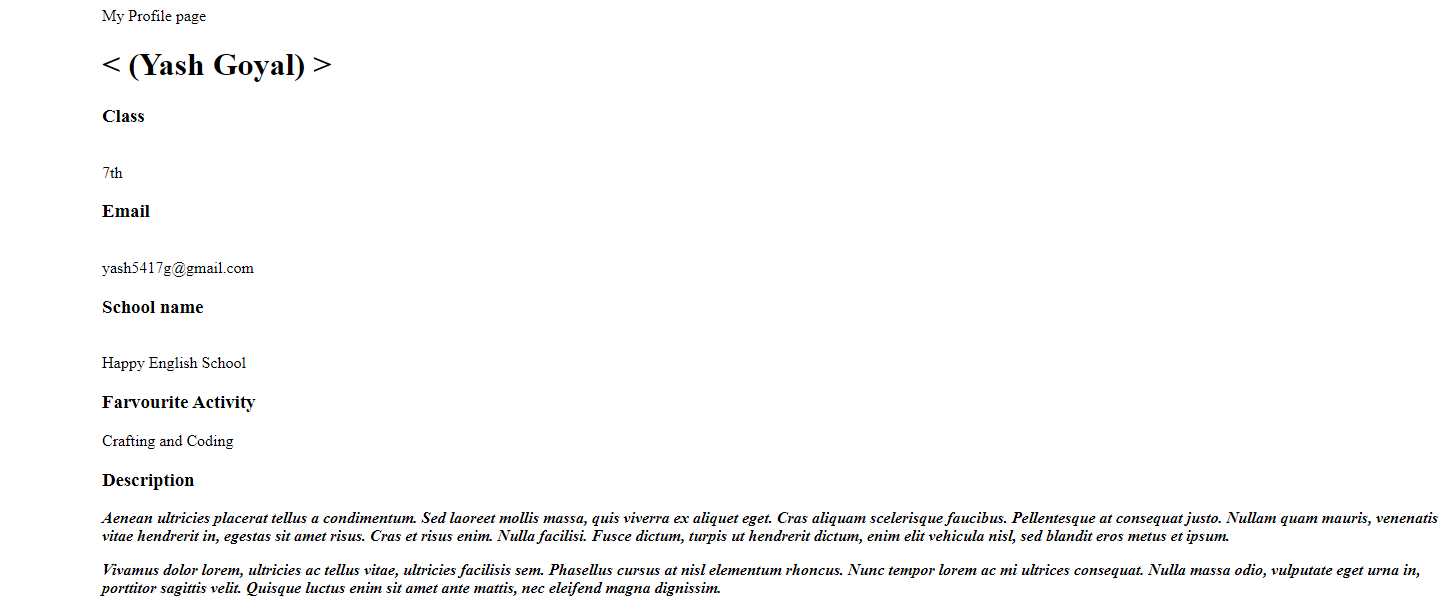 My Profile page
< (Yash Goyal) >
Class
7th
Email
yash5417g@gmail.com
School name
Happy English School
Farvourite Activity
Crafting and Coding
Description
Aenean ultricies placerat tellus a condimentum. Sed laoreet mollis massa, quis viverra ex aliquet eget. Cras aliquam scelerisque faucibus. Pellentesque at consequat justo. Nullam quam mauris, venenatis
vitae hendrerit in, egestas sit amet risus. Cras et risus enim. Nulla facilisi. Fusce dictum, turpis ut hendrerit dictum, enim elit vehicula nisl, sed blandit eros metus et ipsum.
Vivamus dolor lorem, ultricies ac tellus vitae, ultricies facilisis sem. Phasellus cursus at nisl elementum rhoncus. Nunc tempor lorem ac mi ultrices consequat. Nulla massa odio, vulputate eget urna in,
porttitor sagittis velit. Quisque luctus enim sit amet ante mattis, nec eleifend magna dignissim.